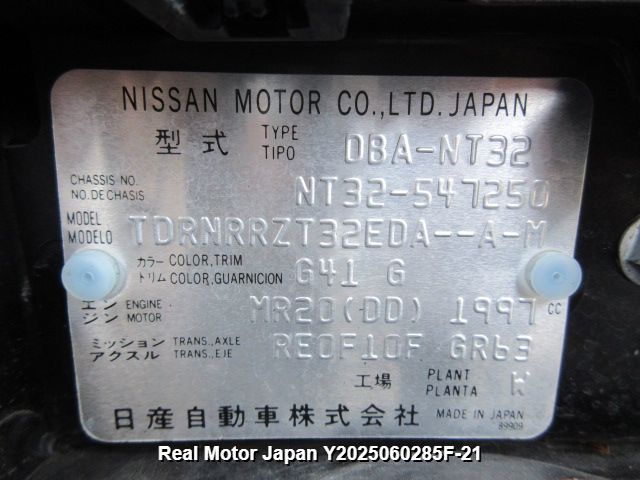 NISSAN MOTOR CO.,LTD. JAPAN
型式 TYPE TIPO DBA-NT32
CHASSIS NO. NO.DE CHASIS NT32-547250
MODEL MODELO TDRNRRZT32EDA--A-M
カラー COLOR,TRIM
トリム COLOR,GUARNICION G41 G
エン ENGINE
ジン MOTOR MR20(DD) 1997 CC
ミッション TRANS.,AXLE
アクスル TRANS.,EJE RE0F10F GR63
工場 PLANT PLANTA K
日産自動車株式会社 MADE IN JAPAN
89909
Real Motor Japan Y2025060285F-21